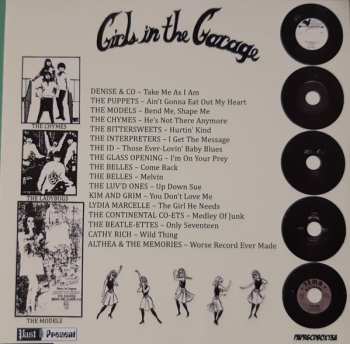 Girls in the Garage
DENISE & CO – Take Me As I Am
THE PUPPETS – Ain't Gonna Eat Out My Heart
THE MODELS – Bend Me, Shape Me
THE CHYMES – He's Not There Anymore
THE BITTERSWEETS – Hurtin' Kind
THE INTERPRETERS – I Get The Message
THE ID – Those Ever-Lovin' Baby Blues
THE GLASS OPENING – I'm On Your Prey
THE BELLES – Come Back
THE BELLES – Melvin
THE LUV'D ONES – Up Down Sue
KIM AND GRIM – You Don't Love Me
LYDIA MARCELLE – The Girl He Needs
THE CONTINENTAL CO-ETS – Medley Of Junk
THE BEATLE-ETTES – Only Seventeen
CATHY RICH – Wild Thing
ALTHEA & THE MEMORIES – Worse Record Ever Made
THE CHYMES
THE LADYBUGS
THE MODELS
Past Present